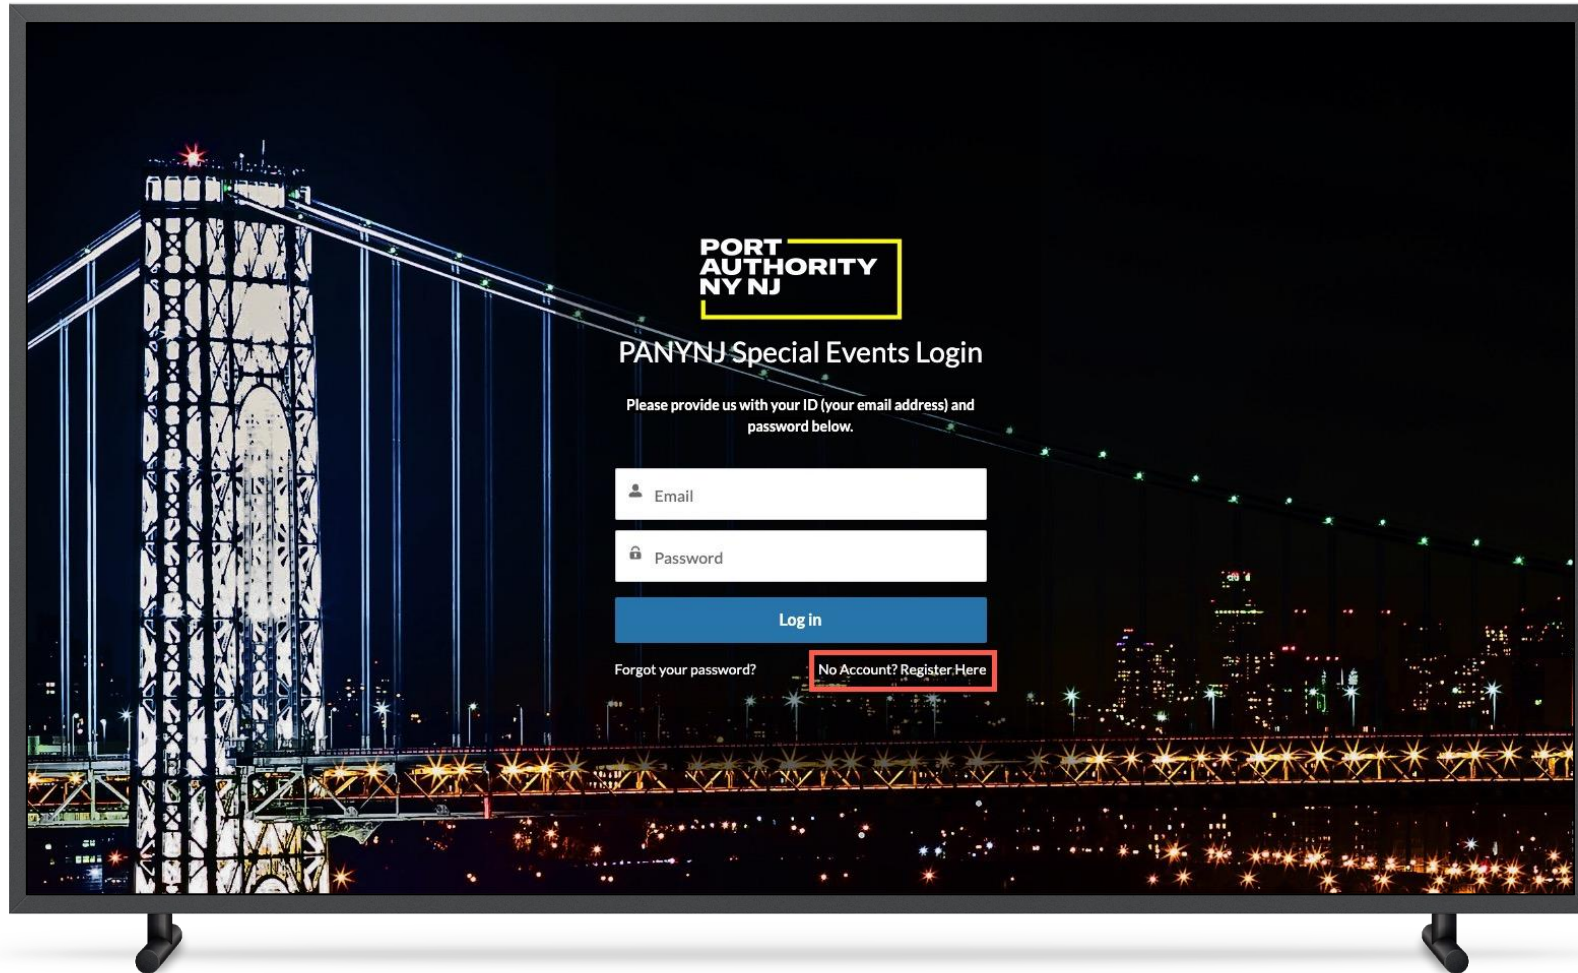 PORT
AUTHORITY
NY NJ
PANYNJ Special Events Login
Please provide us with your ID (your email address) and
password below.
Email
Password
Log in
Forgot your password?
No Account? Register Here